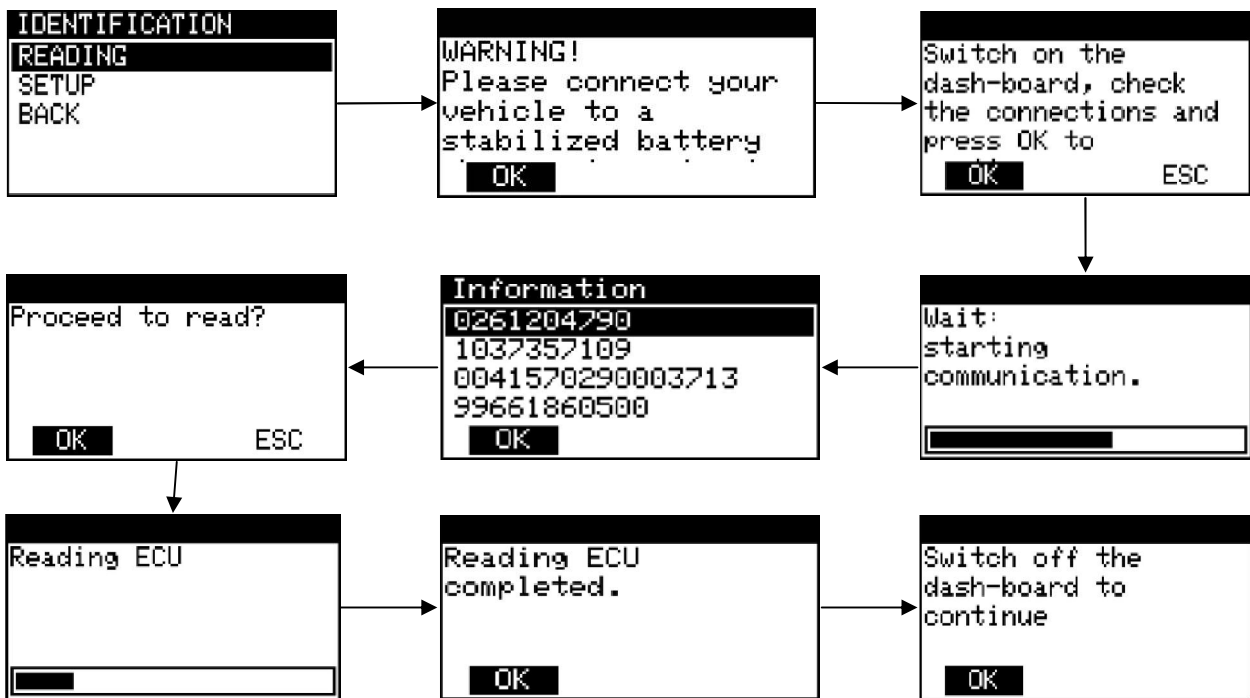 IDENTIFICATION
READING
SETUP
BACK
WARNING!
Please connect your
vehicle to a
stabilized battery
OK
Switch on the
dash-board, check
the connections and
press OK to
OK ESC
Wait:
starting
communication.
Information
0261204790
1037357109
0041570290003713
99661860500
OK
Proceed to read?
OK ESC
Reading ECU
Reading ECU
completed.
OK
Switch off the
dash-board to
continue
OK